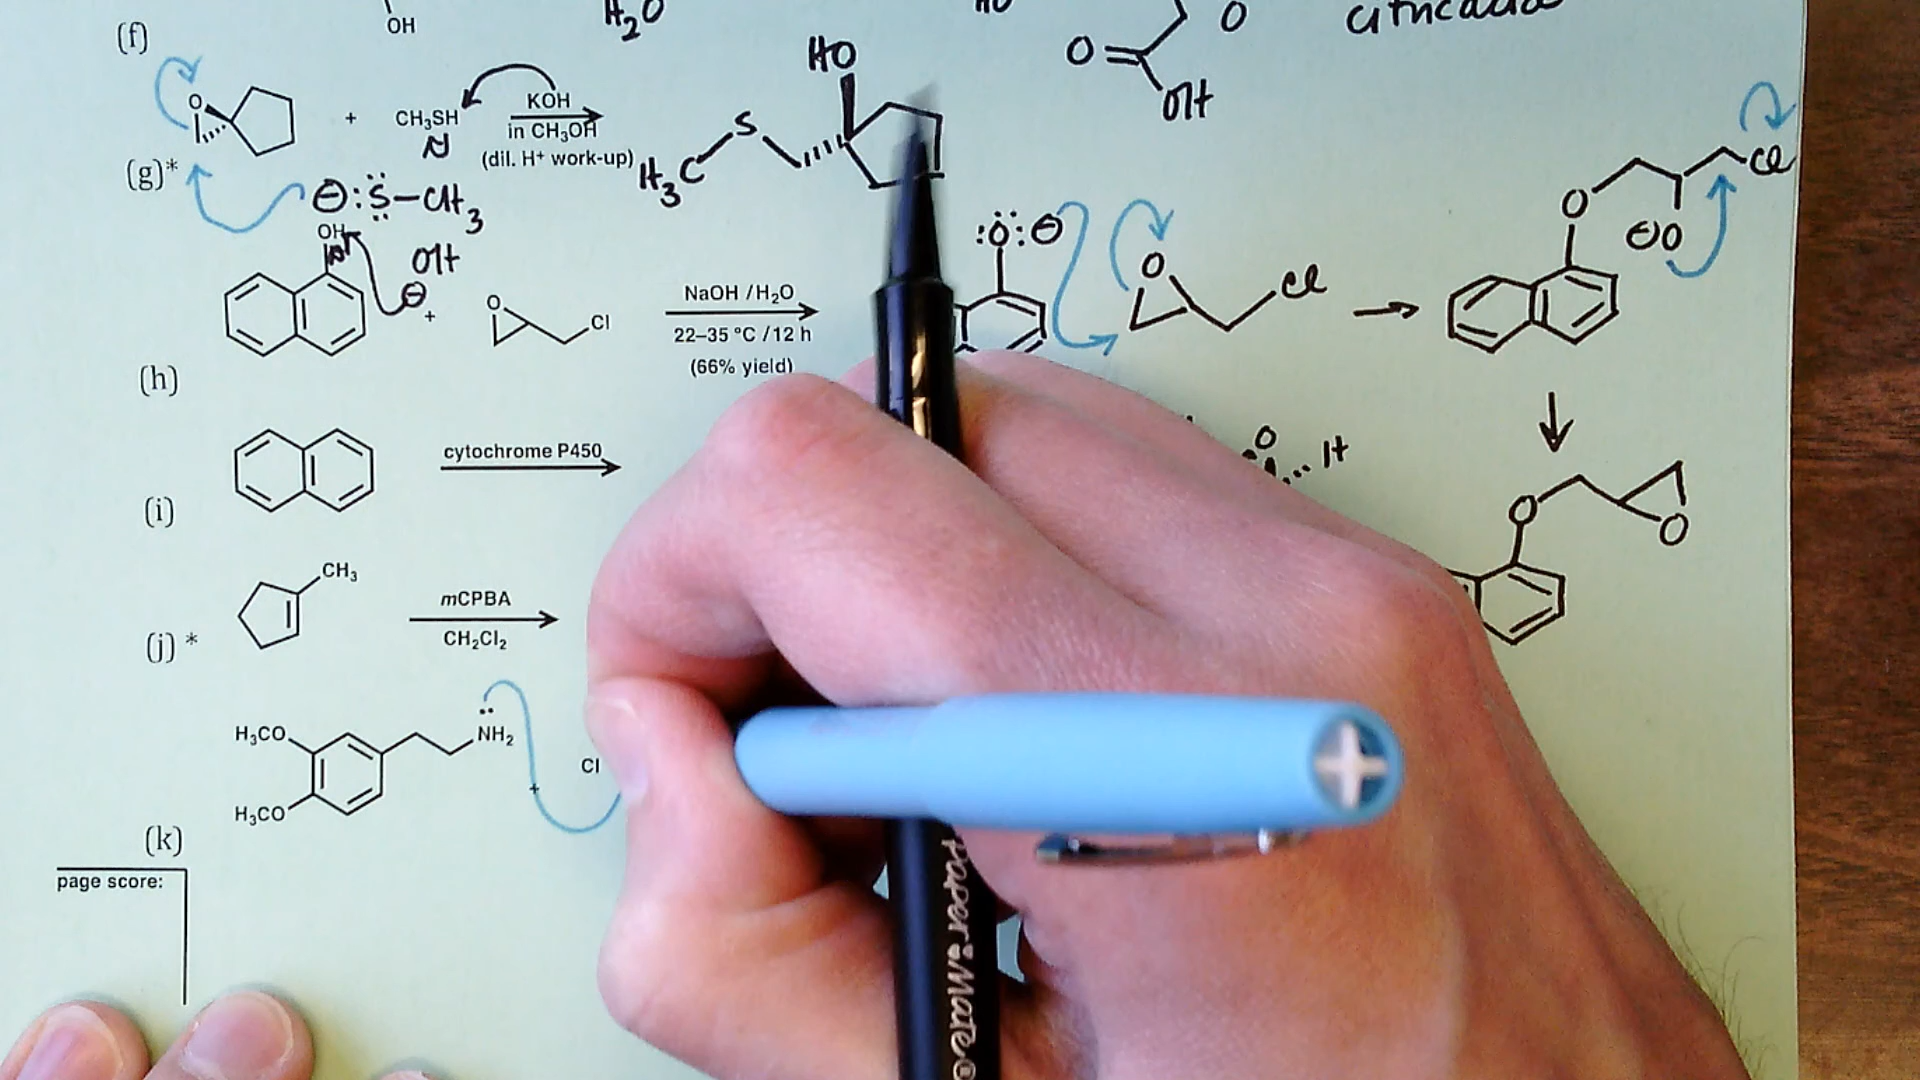 (f)
OH
H₂O
HO
O
O
OH
HO
O
+
CH₃SH
KOH
in CH₃OH
(dil. H⁺ work-up)
S
H₃C
(g)*
⊖:S̈–CH₃
OH
OH
⊖
+
O
Cl
NaOH / H₂O
22–35 °C / 12 h
(66% yield)
:Ö:⊖
O
Cl
O
⊖O
Cl
(h)
cytochrome P450
O
H
O
O
(i)
CH₃
mCPBA
CH₂Cl₂
(j) *
H₃CO
H₃CO
NH₂
+
Cl
(k)
page score:
paper:Mate®